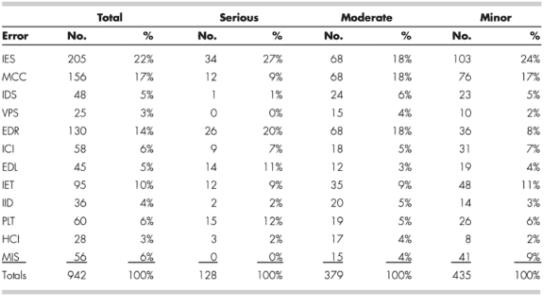 Total Serious Moderate Minor
Error No. % No. % No. % No. %
IES 205 22% 34 27% 68 18% 103 24%
MCC 156 17% 12 9% 68 18% 76 17%
IDS 48 5% 1 1% 24 6% 23 5%
VPS 25 3% 0 0% 15 4% 10 2%
EDR 130 14% 26 20% 68 18% 36 8%
ICI 58 6% 9 7% 18 5% 31 7%
EDL 45 5% 14 11% 12 3% 19 4%
IET 95 10% 12 9% 35 9% 48 11%
IID 36 4% 2 2% 20 5% 14 3%
PLT 60 6% 15 12% 19 5% 26 6%
HCI 28 3% 3 2% 17 4% 8 2%
MIS 56 6% 0 0% 15 4% 41 9%
Totals 942 100% 128 100% 379 100% 435 100%